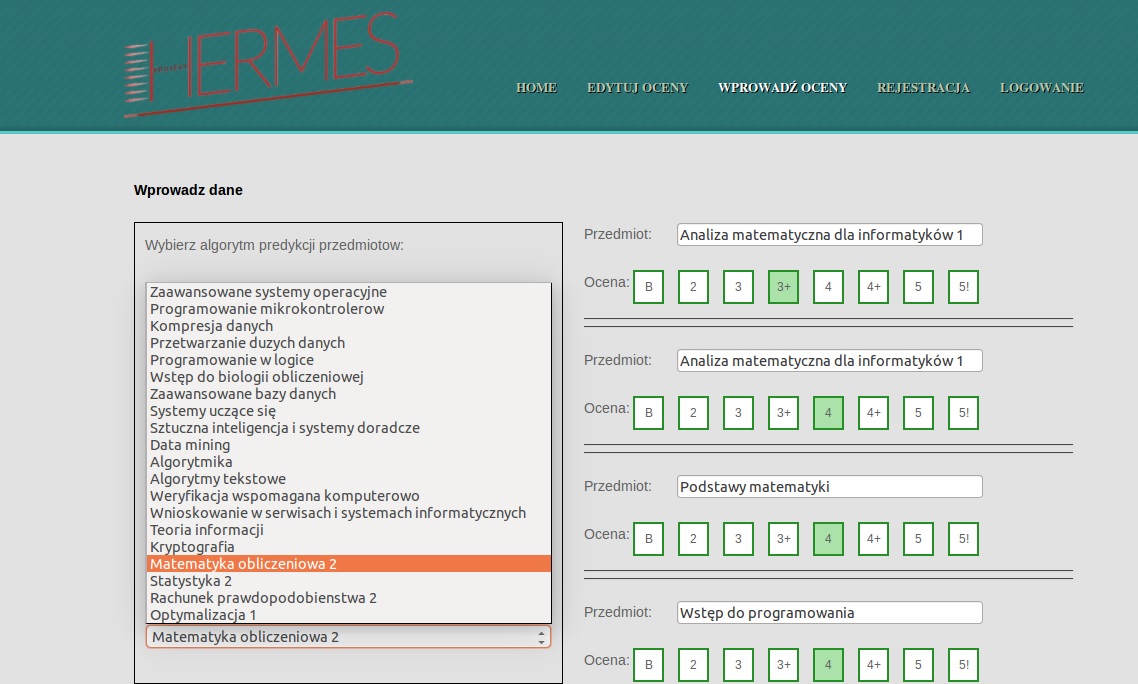 HERMES
HOME EDYTUJ OCENY WPROWADŹ OCENY REJESTRACJA LOGOWANIE
Wprowadz dane
Wybierz algorytm predykcji przedmiotow:
Zaawansowane systemy operacyjne
Programowanie mikrokontrolerow
Kompresja danych
Przetwarzanie duzych danych
Programowanie w logice
Wstęp do biologii obliczeniowej
Zaawansowane bazy danych
Systemy uczące się
Sztuczna inteligencja i systemy doradcze
Data mining
Algorytmika
Algorytmy tekstowe
Weryfikacja wspomagana komputerowo
Wnioskowanie w serwisach i systemach informatycznych
Teoria informacji
Kryptografia
Matematyka obliczeniowa 2
Statystyka 2
Rachunek prawdopodobienstwa 2
Optymalizacja 1
Matematyka obliczeniowa 2
Przedmiot: Analiza matematyczna dla informatyków 1
Ocena: B 2 3 3+ 4 4+ 5 5!
Przedmiot: Analiza matematyczna dla informatyków 1
Ocena: B 2 3 3+ 4 4+ 5 5!
Przedmiot: Podstawy matematyki
Ocena: B 2 3 3+ 4 4+ 5 5!
Przedmiot: Wstęp do programowania
Ocena: B 2 3 3+ 4 4+ 5 5!